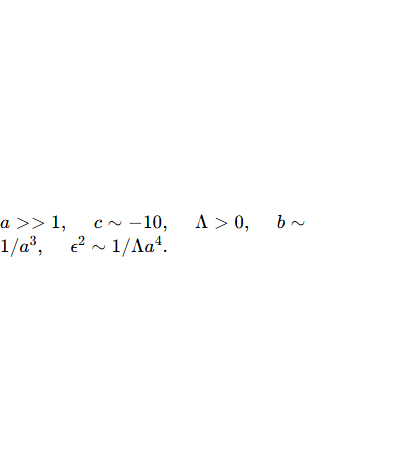 a >> 1, c ∼ −10, Λ > 0, b ∼
1/a³, ϵ² ∼ 1/Λa⁴.